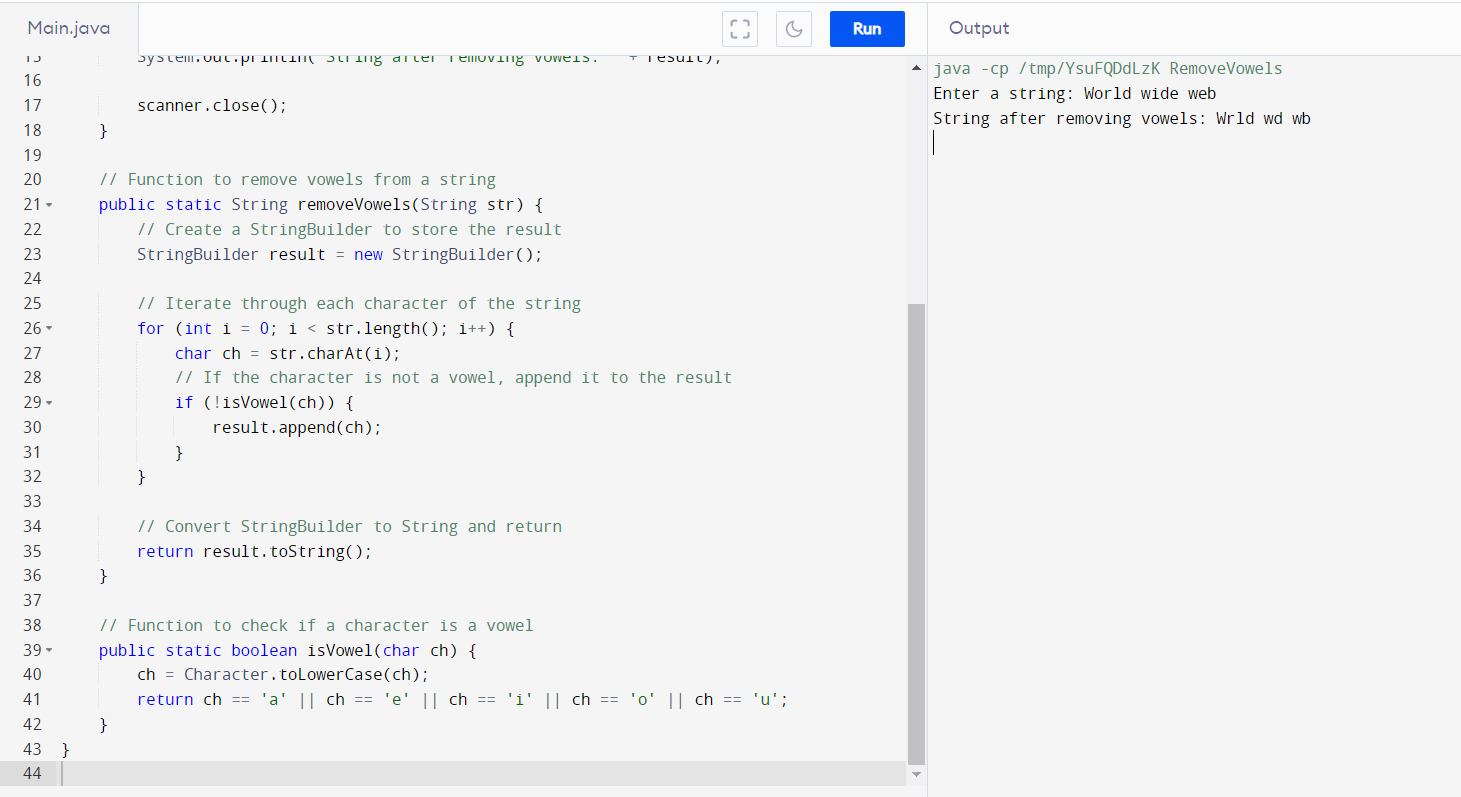 Main.java
Run
Output
15 System.out.println("String after removing vowels: " + result);
16
17 scanner.close();
18 }
19
20 // Function to remove vowels from a string
21 public static String removeVowels(String str) {
22 // Create a StringBuilder to store the result
23 StringBuilder result = new StringBuilder();
24
25 // Iterate through each character of the string
26 for (int i = 0; i < str.length(); i++) {
27 char ch = str.charAt(i);
28 // If the character is not a vowel, append it to the result
29 if (!isVowel(ch)) {
30 result.append(ch);
31 }
32 }
33
34 // Convert StringBuilder to String and return
35 return result.toString();
36 }
37
38 // Function to check if a character is a vowel
39 public static boolean isVowel(char ch) {
40 ch = Character.toLowerCase(ch);
41 return ch == 'a' || ch == 'e' || ch == 'i' || ch == 'o' || ch == 'u';
42 }
43 }
44
java -cp /tmp/YsuFQDdLzK RemoveVowels
Enter a string: World wide web
String after removing vowels: Wrld wd wb